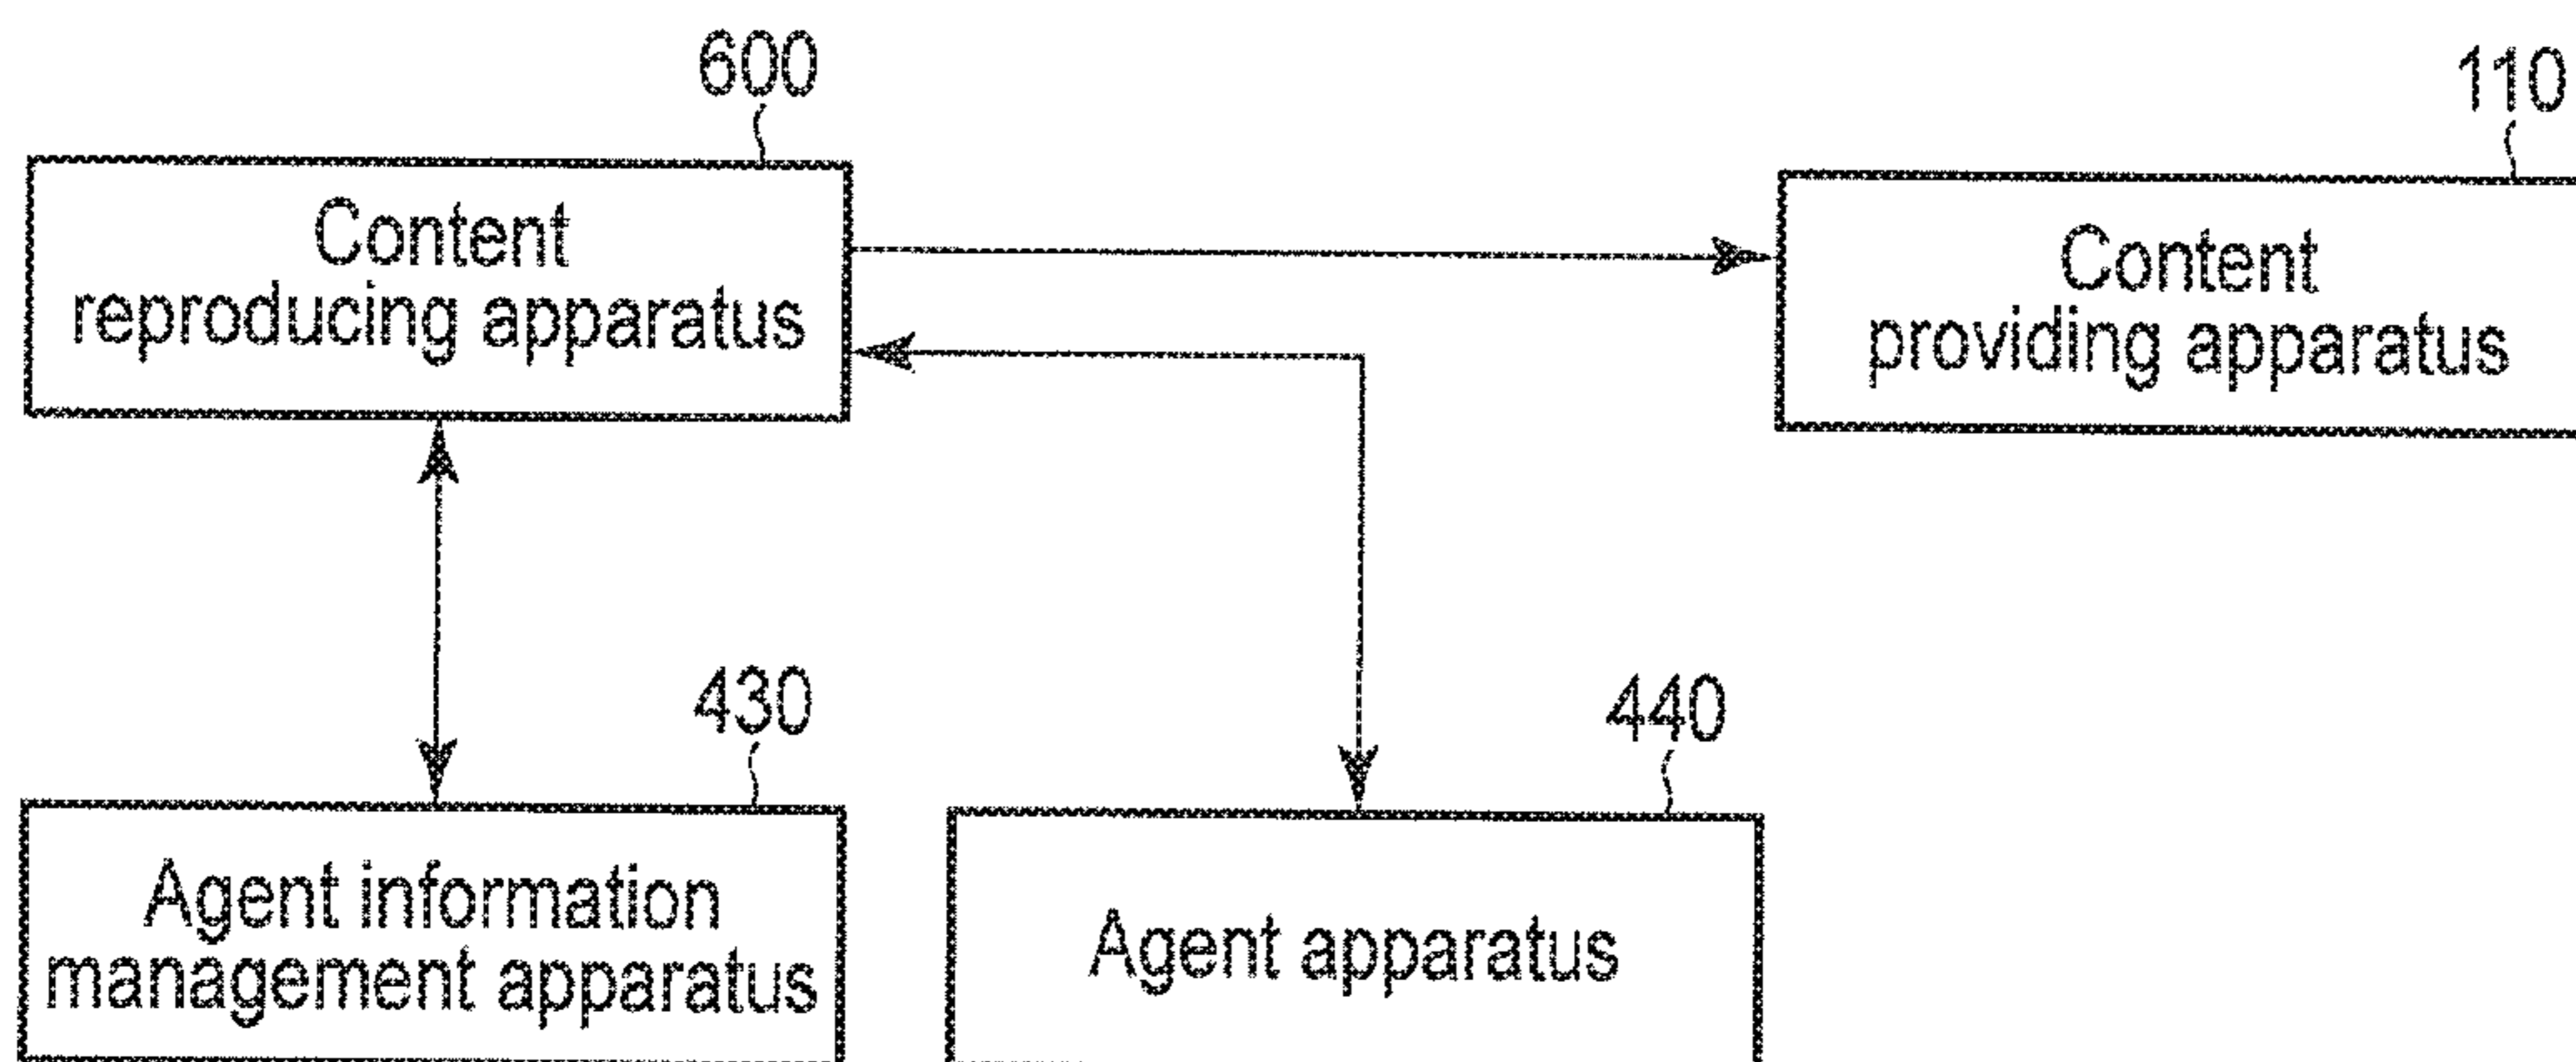 600
110
Content
reproducing apparatus
Content
providing apparatus
430
440
Agent information
management apparatus
Agent apparatus